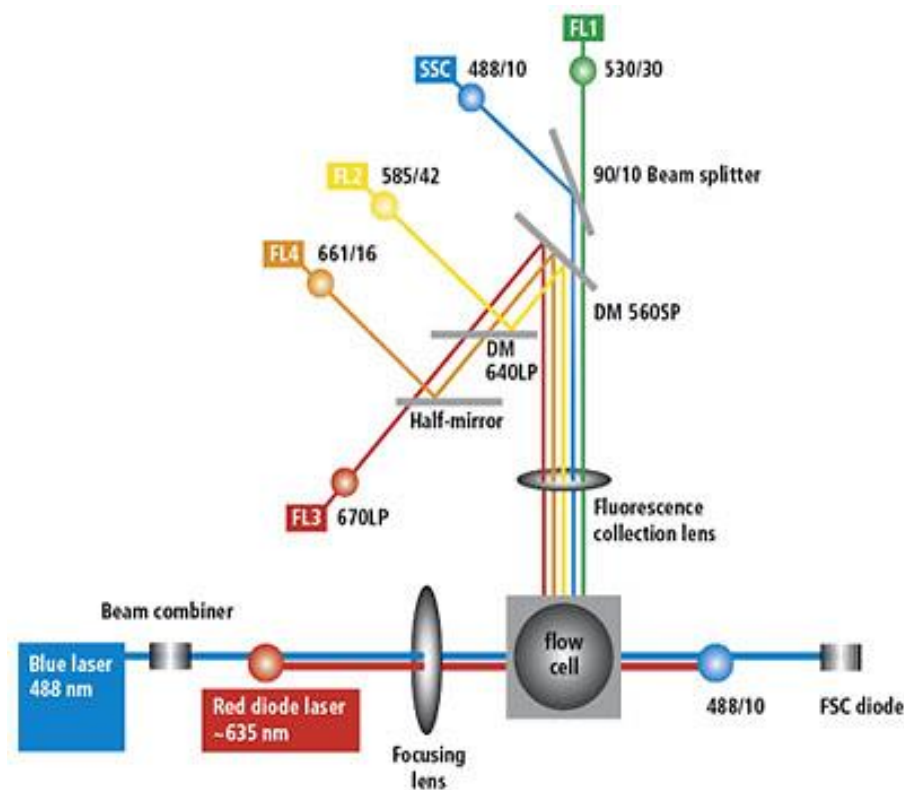 FL1
530/30
SSC
488/10
90/10 Beam splitter
FL2
585/42
FL4
661/16
DM 560SP
DM
640LP
Half-mirror
FL3
670LP
Fluorescence
collection lens
Beam combiner
Blue laser
488 nm
Red diode laser
~635 nm
Focusing
lens
flow
cell
488/10
FSC diode